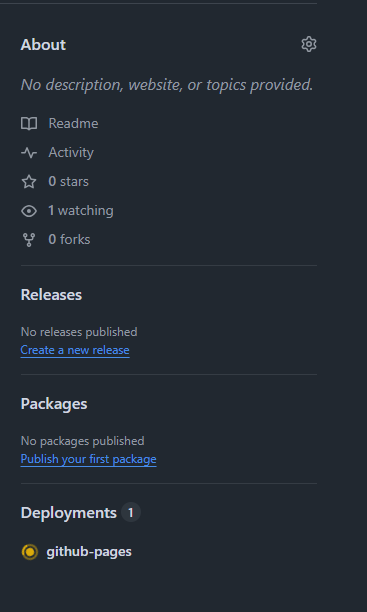 About
No description, website, or topics provided.
Readme
Activity
0 stars
1 watching
0 forks
Releases
No releases published
Create a new release
Packages
No packages published
Publish your first package
Deployments 1
github-pages